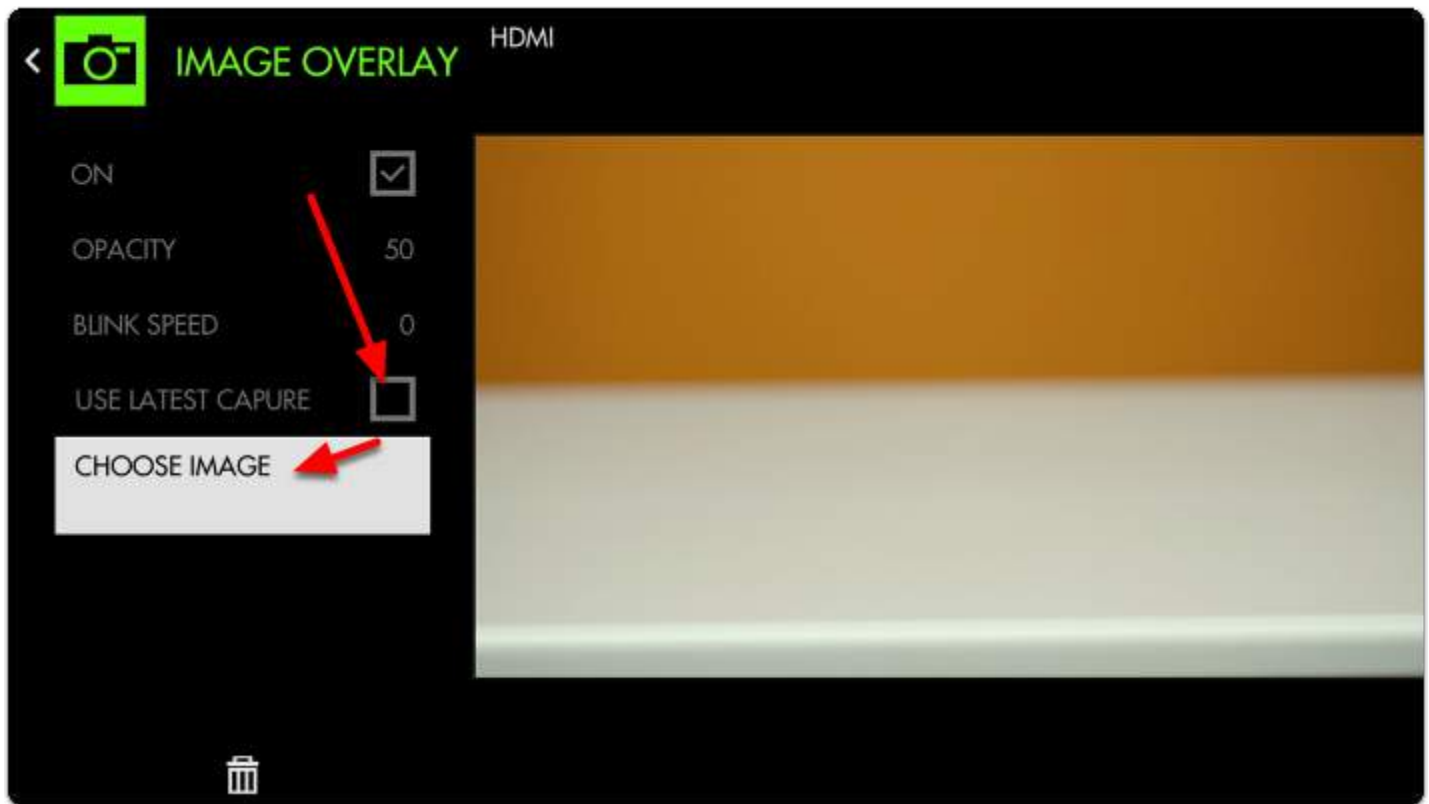 IMAGE OVERLAY
HDMI
ON
OPACITY 50
BLINK SPEED 0
USE LATEST CAPURE
CHOOSE IMAGE